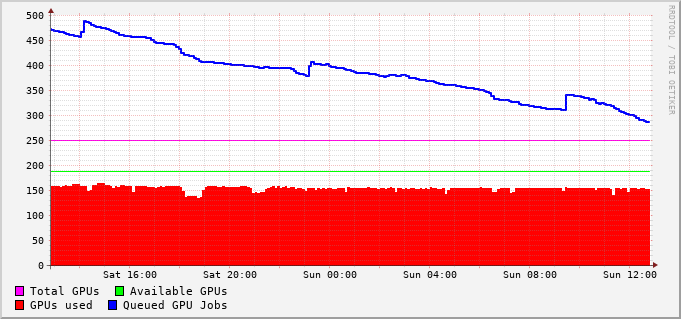 500
450
400
350
300
250
200
150
100
50
0
Sat 16:00 Sat 20:00 Sun 00:00 Sun 04:00 Sun 08:00 Sun 12:00
Total GPUs Available GPUs
GPUs used Queued GPU Jobs
RRDTOOL / TOBI OETIKER